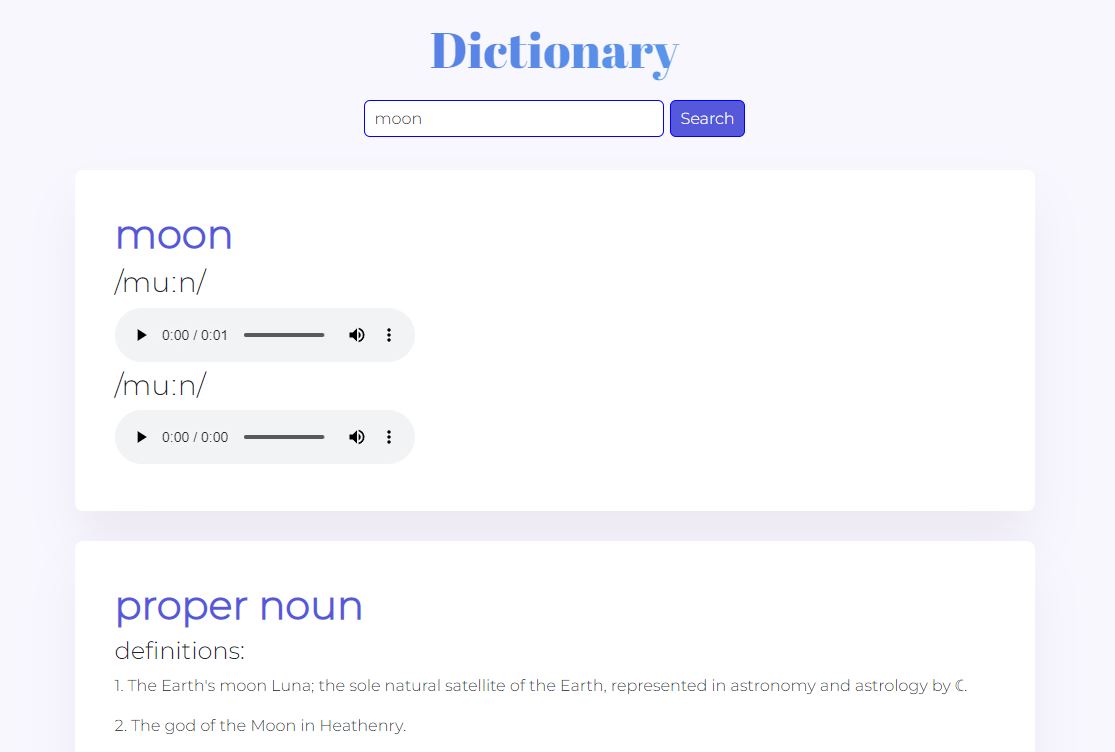 Dictionary
moon
Search
moon
/muːn/
0:00 / 0:01
/muːn/
0:00 / 0:00
proper noun
definitions:
1. The Earth's moon Luna; the sole natural satellite of the Earth, represented in astronomy and astrology by ☾.
2. The god of the Moon in Heathenry.